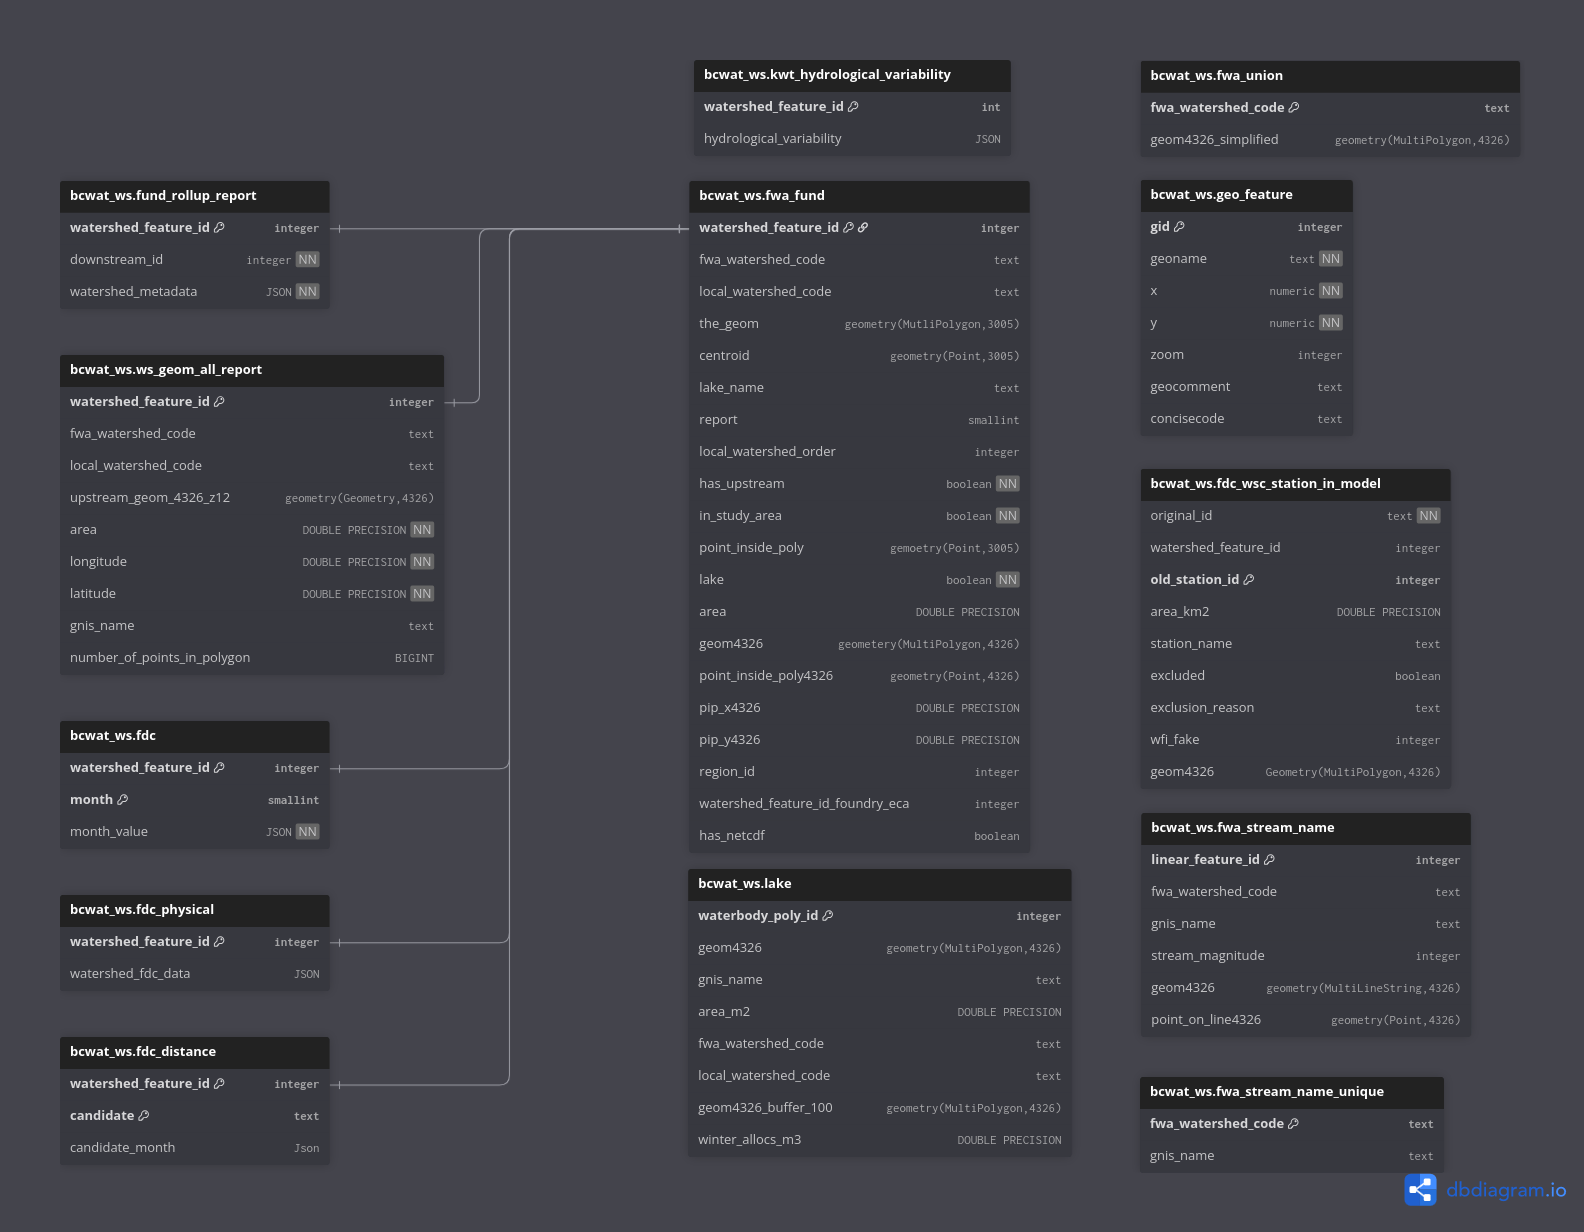 bcwat_ws.kwt_hydrological_variability
watershed_feature_id int
hydrological_variability JSON
bcwat_ws.fwa_union
fwa_watershed_code text
geom4326_simplified geometry(MultiPolygon,4326)
bcwat_ws.fund_rollup_report
watershed_feature_id integer
downstream_id integer NN
watershed_metadata JSON NN
bcwat_ws.ws_geom_all_report
watershed_feature_id integer
fwa_watershed_code text
local_watershed_code text
upstream_geom_4326_z12 geometry(Geometry,4326)
area DOUBLE PRECISION NN
longitude DOUBLE PRECISION NN
latitude DOUBLE PRECISION NN
gnis_name text
number_of_points_in_polygon BIGINT
bcwat_ws.fdc
watershed_feature_id integer
month smallint
month_value JSON NN
bcwat_ws.fdc_physical
watershed_feature_id integer
watershed_fdc_data JSON
bcwat_ws.fdc_distance
watershed_feature_id integer
candidate text
candidate_month Json
bcwat_ws.fwa_fund
watershed_feature_id intger
fwa_watershed_code text
local_watershed_code text
the_geom geometry(MutliPolygon,3005)
centroid geometry(Point,3005)
lake_name text
report smallint
local_watershed_order integer
has_upstream boolean NN
in_study_area boolean NN
point_inside_poly gemoetry(Point,3005)
lake boolean NN
area DOUBLE PRECISION
geom4326 geometery(MultiPolygon,4326)
point_inside_poly4326 geometry(Point,4326)
pip_x4326 DOUBLE PRECISION
pip_y4326 DOUBLE PRECISION
region_id integer
watershed_feature_id_foundry_eca integer
has_netcdf boolean
bcwat_ws.lake
waterbody_poly_id integer
geom4326 geometry(MultiPolygon,4326)
gnis_name text
area_m2 DOUBLE PRECISION
fwa_watershed_code text
local_watershed_code text
geom4326_buffer_100 geometry(MultiPolygon,4326)
winter_allocs_m3 DOUBLE PRECISION
bcwat_ws.geo_feature
gid integer
geoname text NN
x numeric NN
y numeric NN
zoom integer
geocomment text
concisecode text
bcwat_ws.fdc_wsc_station_in_model
original_id text NN
watershed_feature_id integer
old_station_id integer
area_km2 DOUBLE PRECISION
station_name text
excluded boolean
exclusion_reason text
wfi_fake integer
geom4326 Geometry(MultiPolygon,4326)
bcwat_ws.fwa_stream_name
linear_feature_id integer
fwa_watershed_code text
gnis_name text
stream_magnitude integer
geom4326 geometry(MultiLineString,4326)
point_on_line4326 geometry(Point,4326)
bcwat_ws.fwa_stream_name_unique
fwa_watershed_code text
gnis_name text
dbdiagram.io